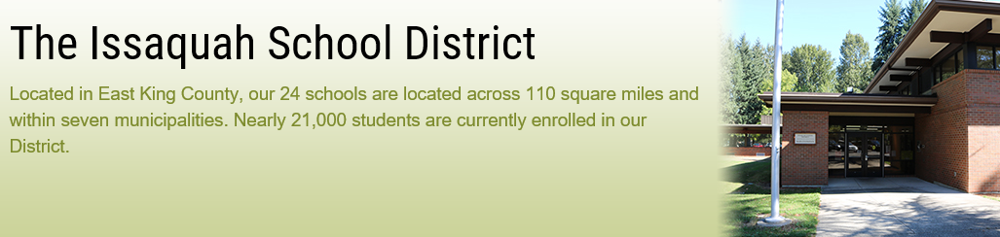 The Issaquah School District
Located in East King County, our 24 schools are located across 110 square miles and
within seven municipalities. Nearly 21,000 students are currently enrolled in our
District.